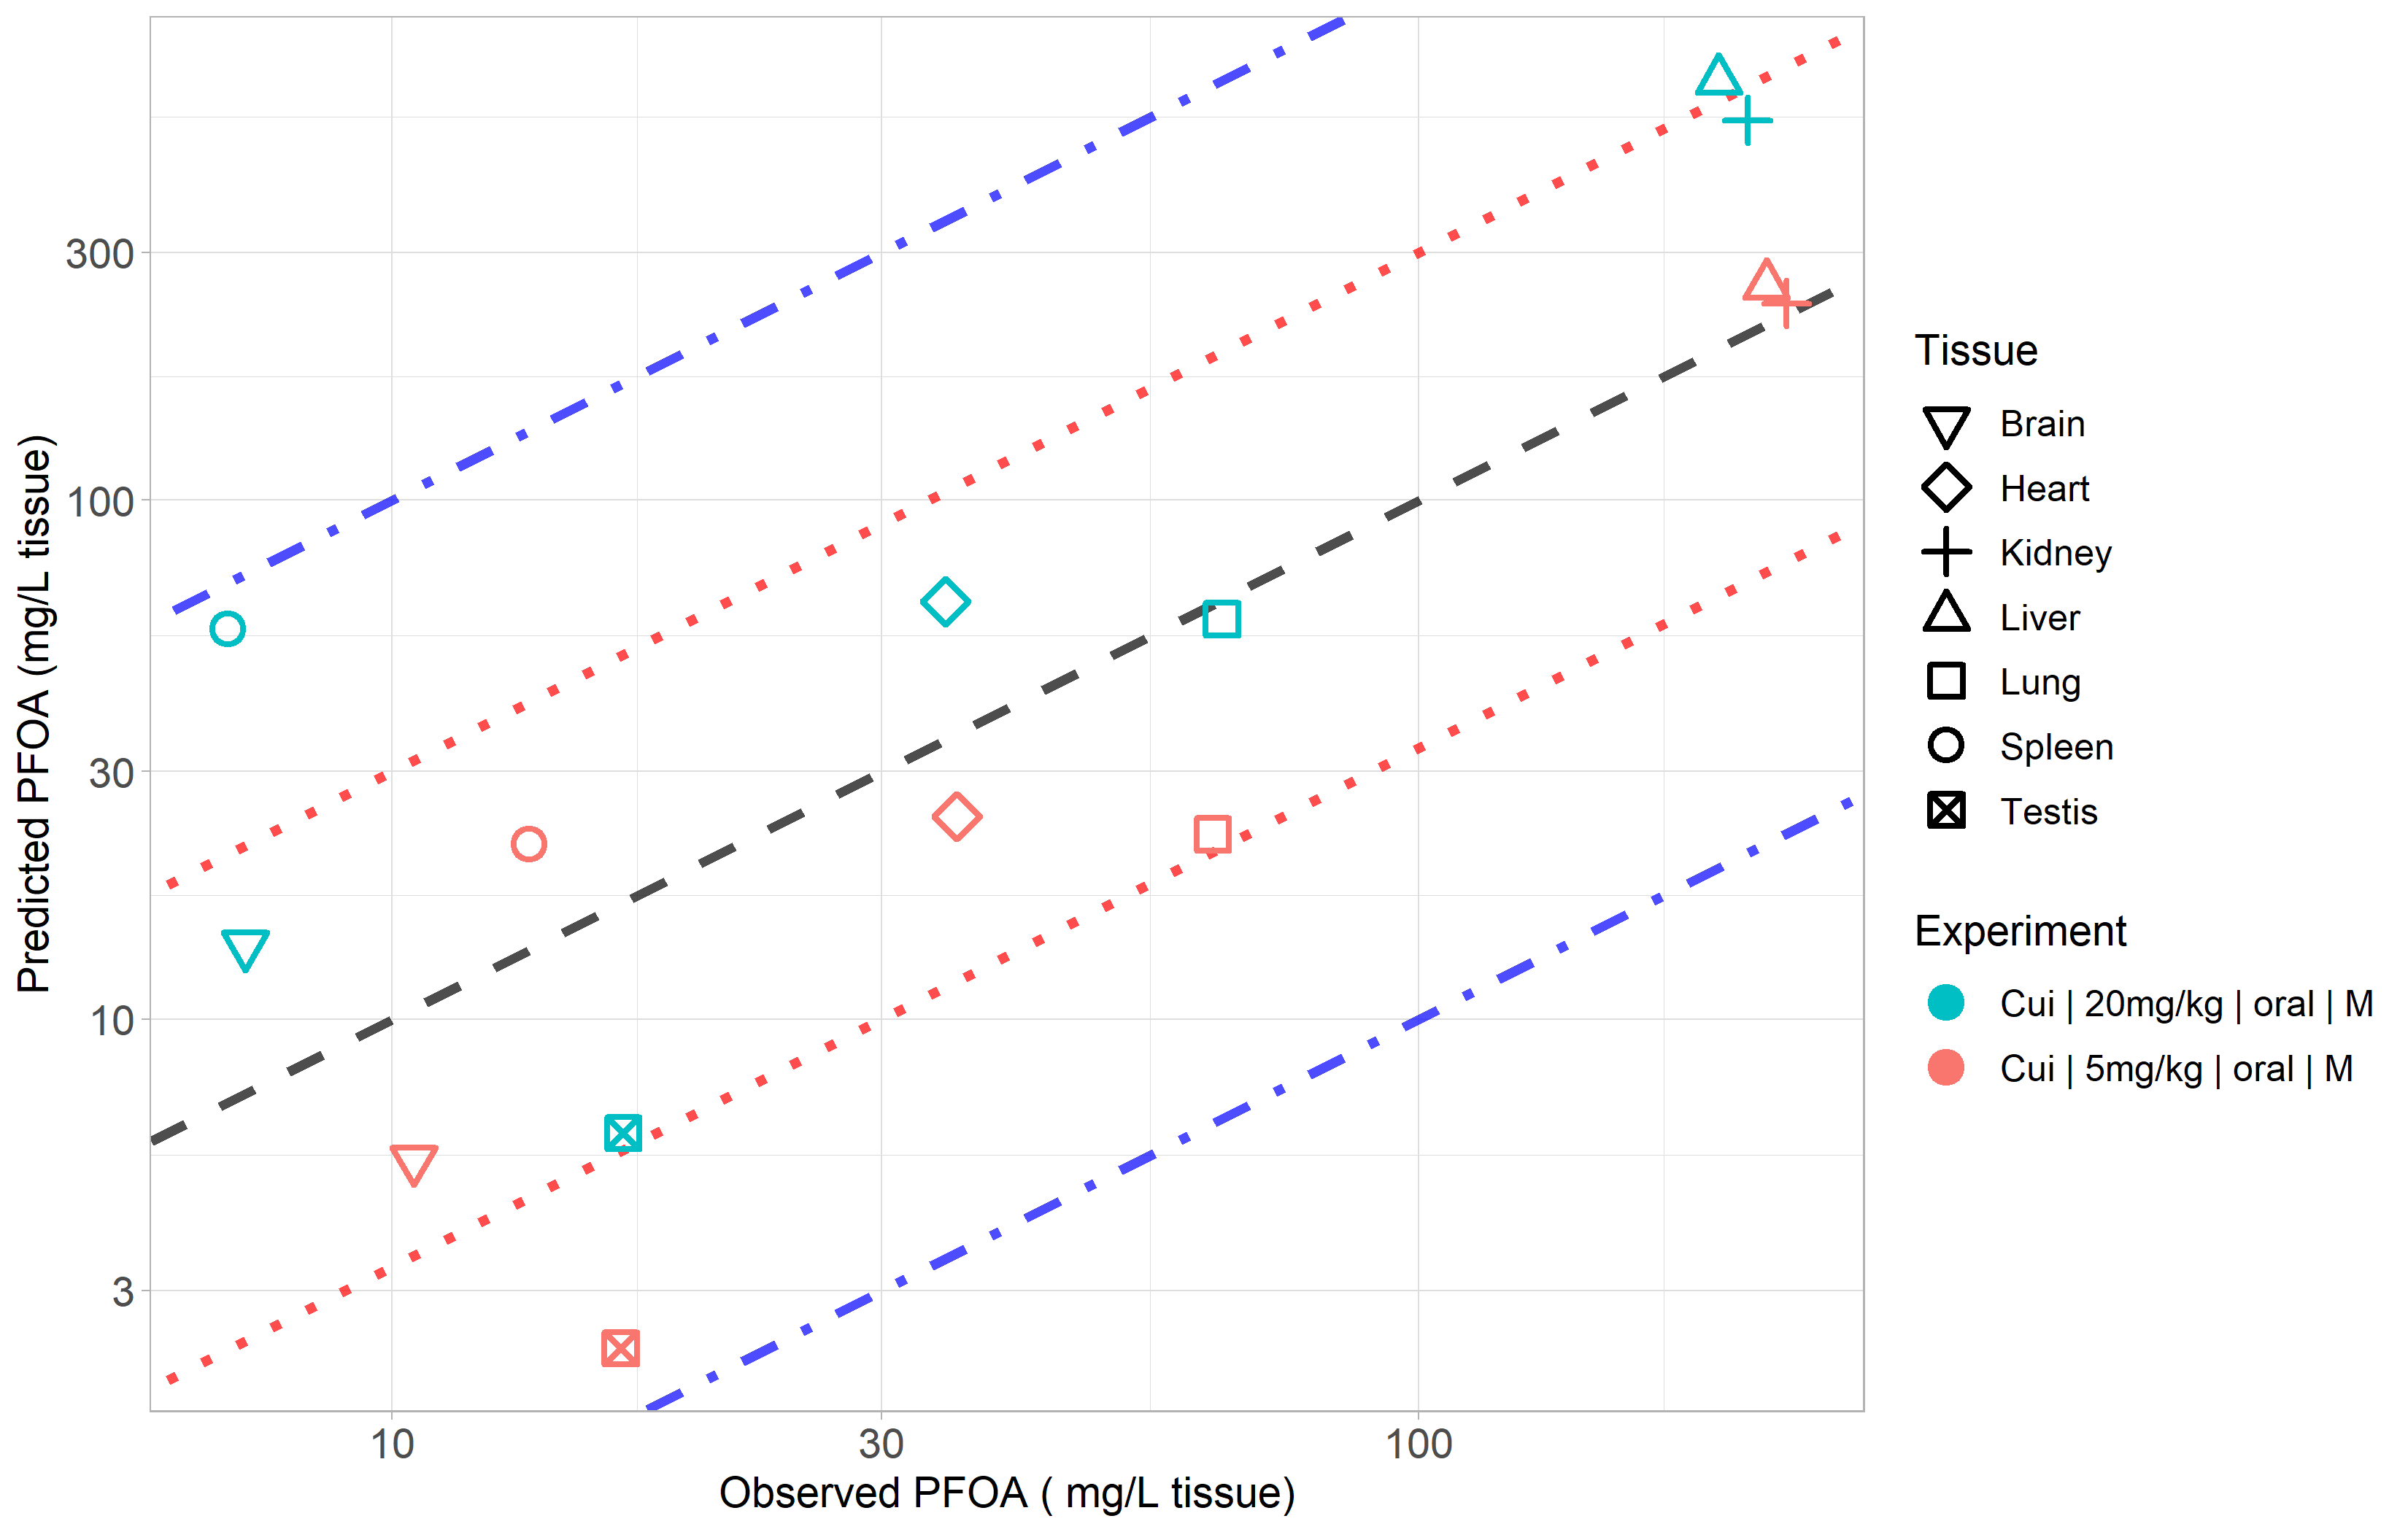 Predicted PFOA (mg/L tissue)
300
100
30
10
3
10
30
100
Observed PFOA ( mg/L tissue)
Tissue
Brain
Heart
Kidney
Liver
Lung
Spleen
Testis
Experiment
Cui | 20mg/kg | oral | M
Cui | 5mg/kg | oral | M